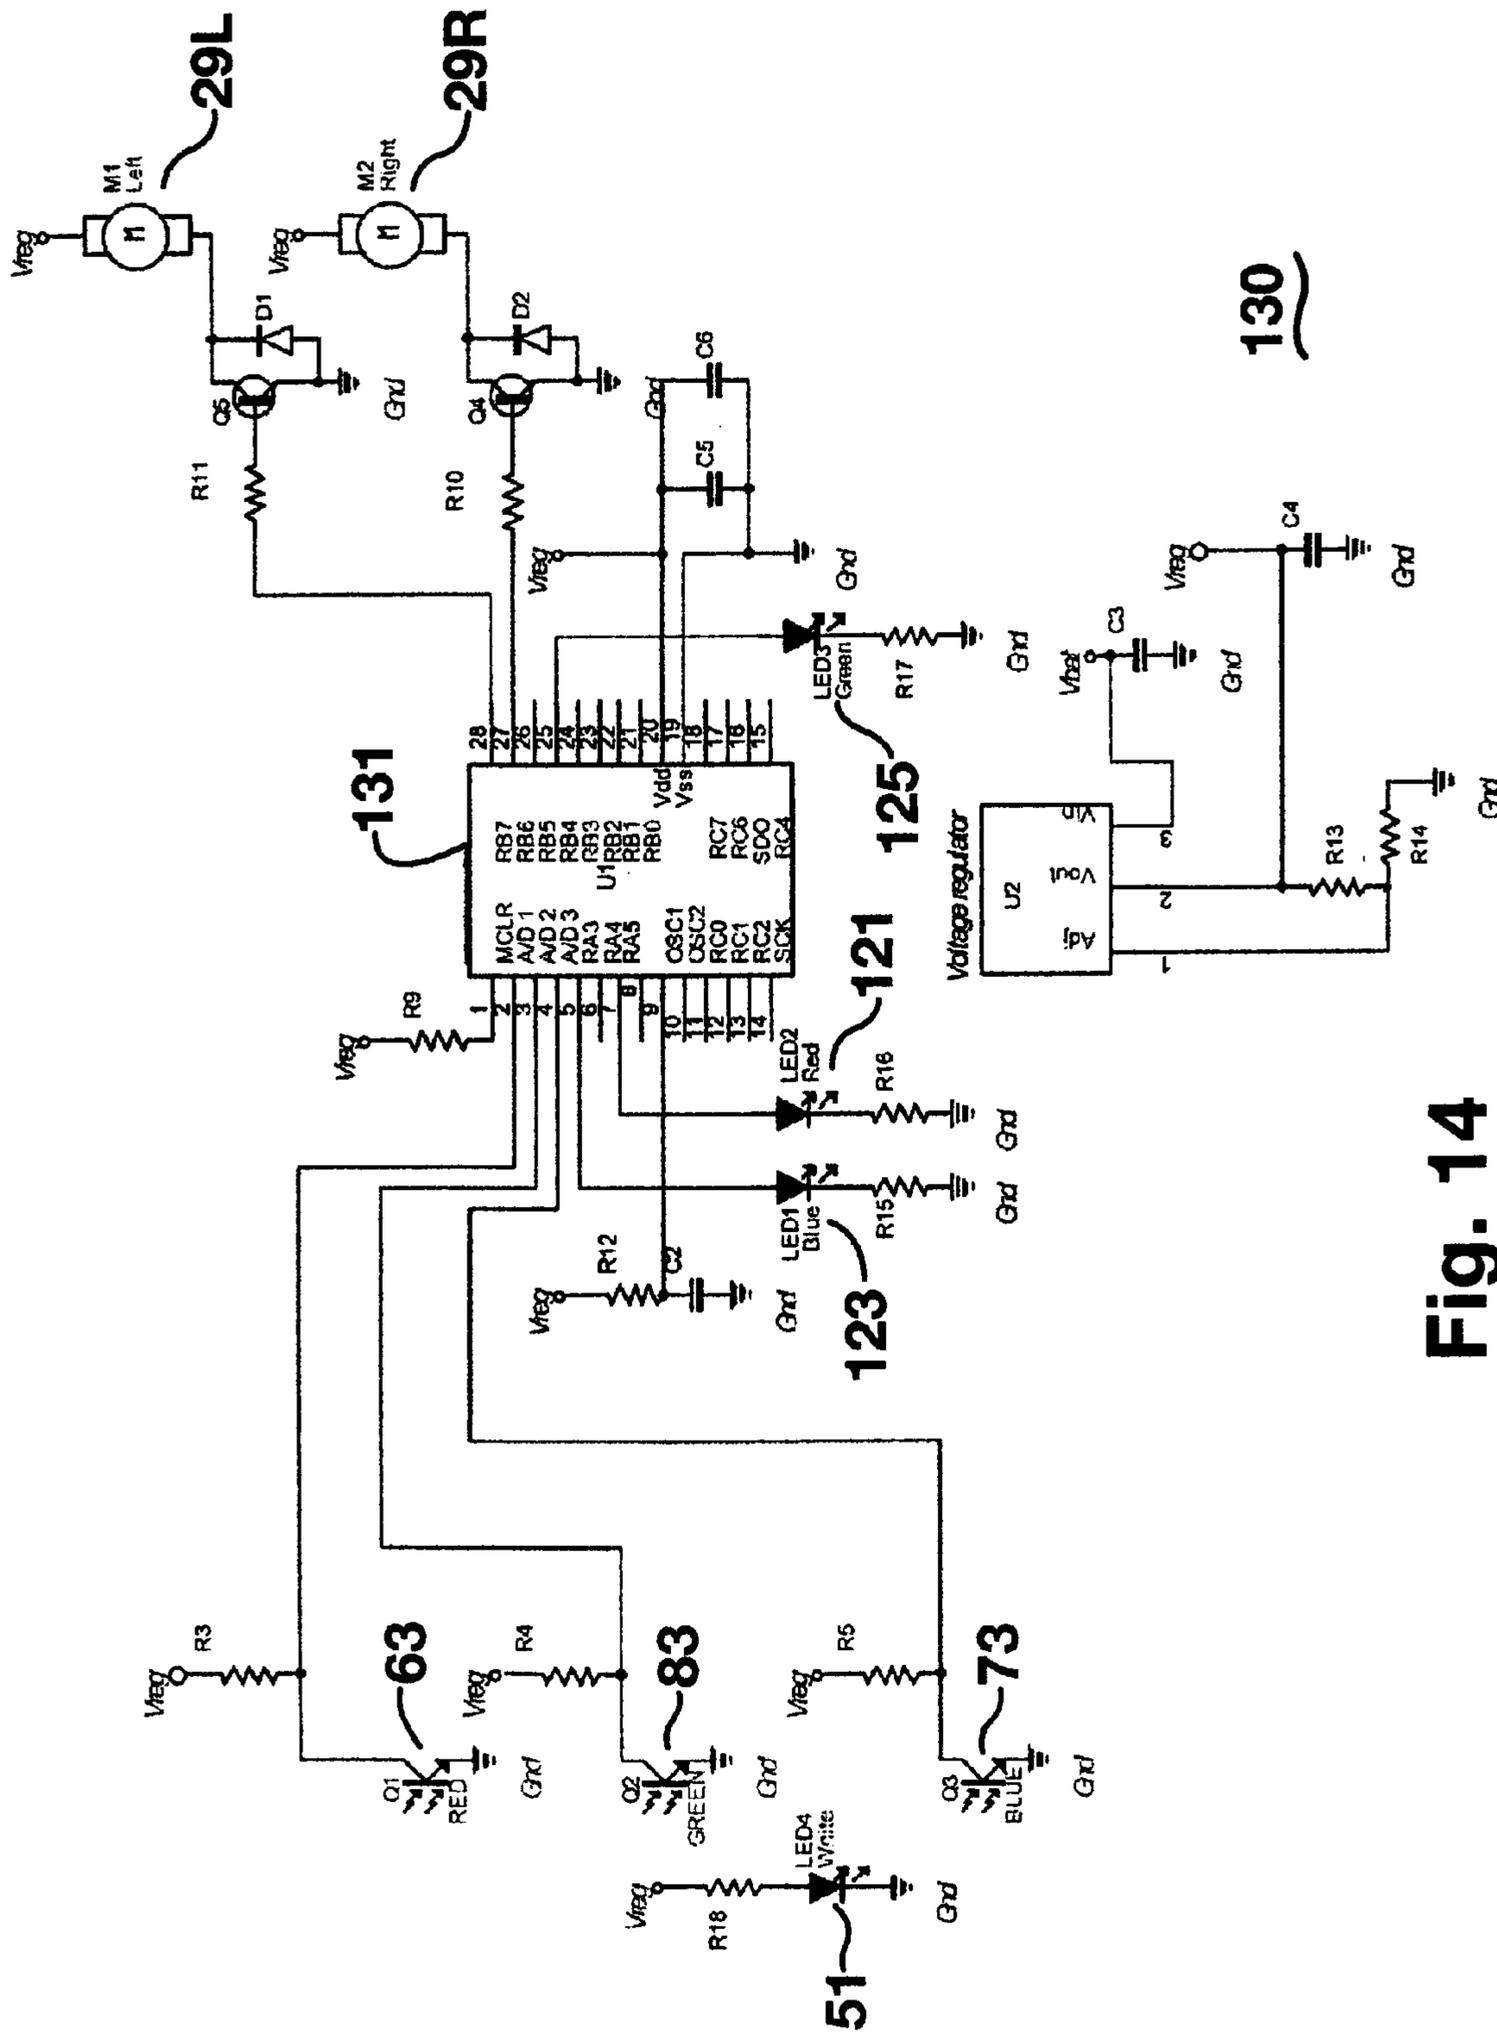 29L
29R
Vreg
M1
Left
M
Vreg
M2
Right
M
D1
Q5
Gnd
D2
Q4
R11
R10
Gnd
C6
C5
Vreg
Gnd
LED3
Green
R17
Gnd
125
131
28
27
26
25
24
23
22
21
20
19
18
17
16
15
RB7
RB6
RB5
RB4
RB3
RB2
RB1
RB0
Vdd
Vss
RC7
RC6
SDO
RC4
U1
MCLR
A/D 1
A/D 2
A/D 3
RA3
RA4
RA5
OSC1
OSC2
RC0
RC1
RC2
SCK
1
2
3
4
5
6
7
8
9
10
11
12
13
14
Vreg
R9
LED2
Red
121
R16
Gnd
LED1
Blue
123
R15
Gnd
Vreg
R12
C2
Gnd
Vreg
R3
Q1
RED
63
Gnd
Vreg
R4
Q2
GREEN
83
Gnd
Vreg
R5
Q3
BLUE
73
Gnd
Vreg
R18
LED4
White
51
Gnd
Voltage regulator
U2
Adj
Vout
Vin
1
2
3
Vbat
C3
Gnd
Vreg
C4
Gnd
R13
R14
Gnd
130
Fig. 14